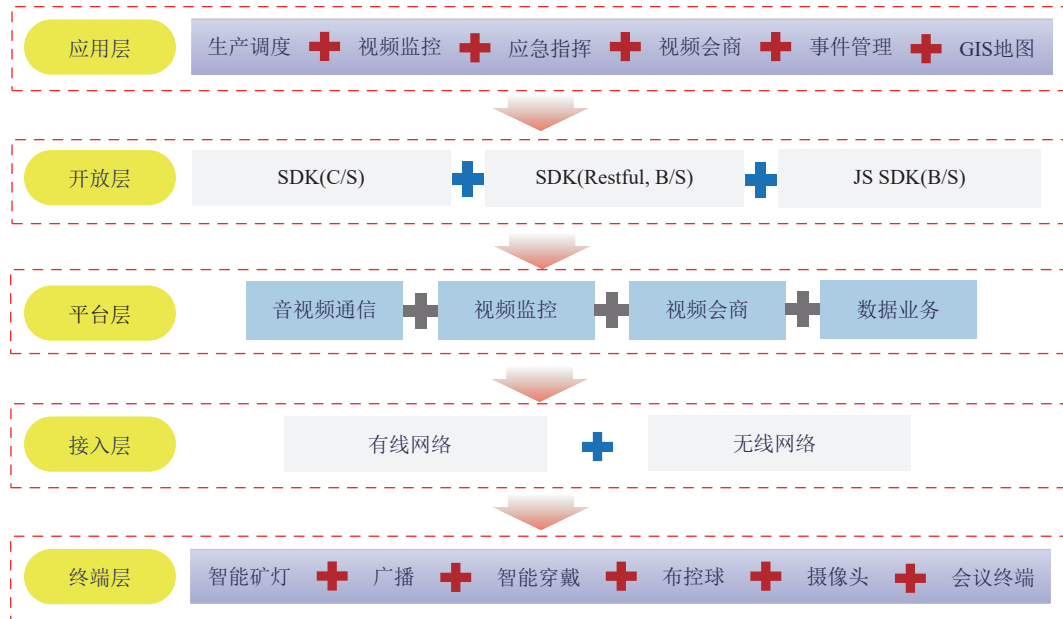 应用层 生产调度 视频监控 应急指挥 视频会商 事件管理 GIS地图
开放层 SDK(C/S) SDK(Restful, B/S) JS SDK(B/S)
平台层 音视频通信 视频监控 视频会商 数据业务
接入层 有线网络 无线网络
终端层 智能矿灯 广播 智能穿戴 布控球 摄像头 会议终端